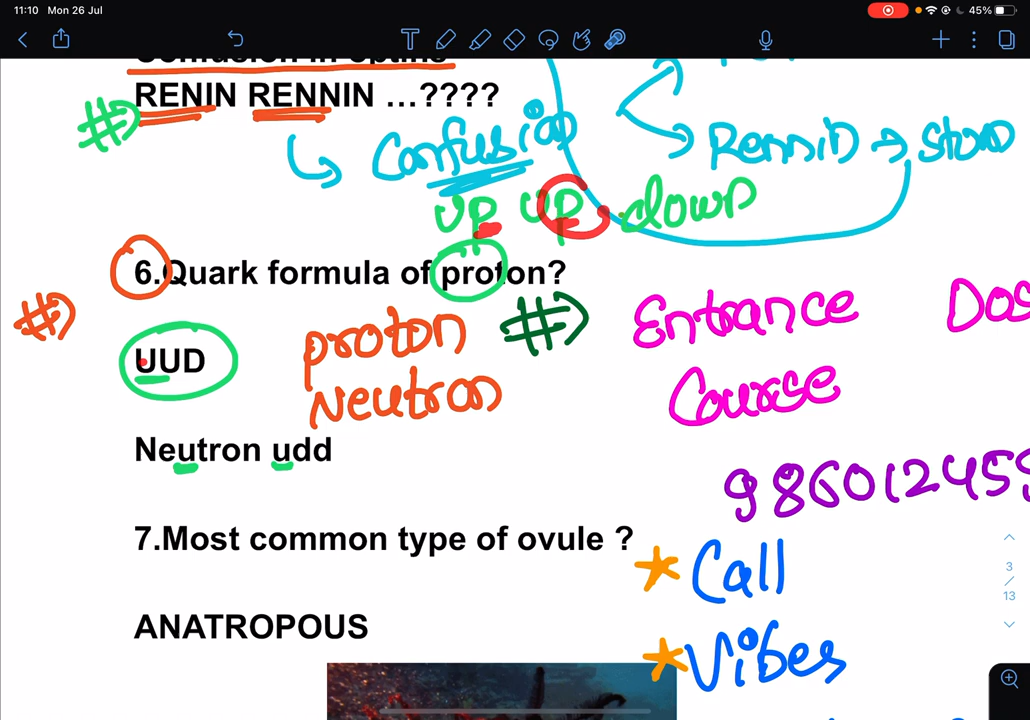 11:10 Mon 26 Jul
45%
RENIN RENNIN ...????
Confusion
Rennin → stom
up up down
6.Quark formula of proton?
UUD
proton
Neutron
Entrance
Course
Neutron udd
986012455
7.Most common type of ovule ?
Call
3
/
13
ANATROPOUS
Vibes